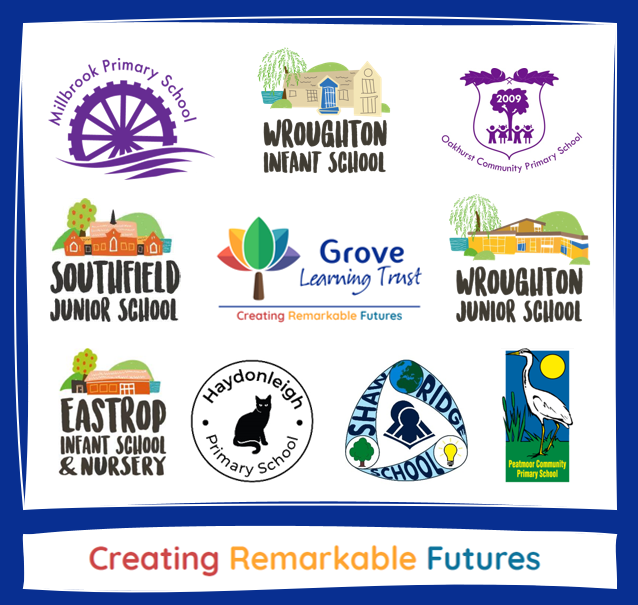 Millbrook Primary School
WROUGHTON
INFANT SCHOOL
2009
Oakhurst Community Primary School
SOUTHFIELD
JUNIOR SCHOOL
Grove
Learning Trust
Creating Remarkable Futures
WROUGHTON
JUNIOR SCHOOL
EASTROP
INFANT SCHOOL
& NURSERY
Haydonleigh
Primary School
SHAW
RIDGE
SCHOOL
Peatmoor Community
Primary School
Creating Remarkable Futures